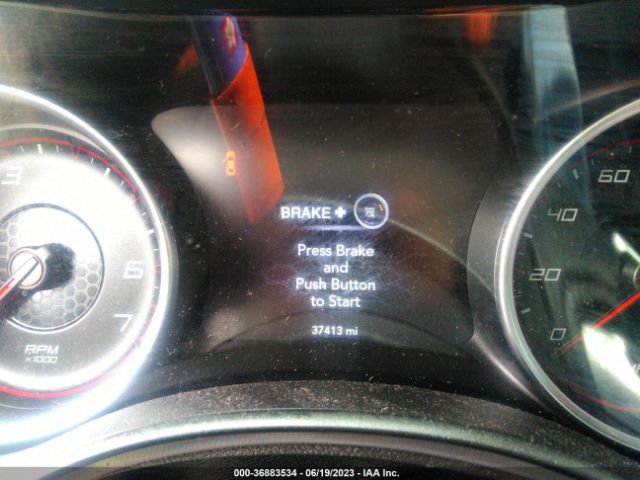 3
6
7
RPM
x1000
BRAKE +
Press Brake
and
Push Button
to Start
37413 mi
60
40
20
0
000-36883534 - 06/19/2023 - IAA Inc.